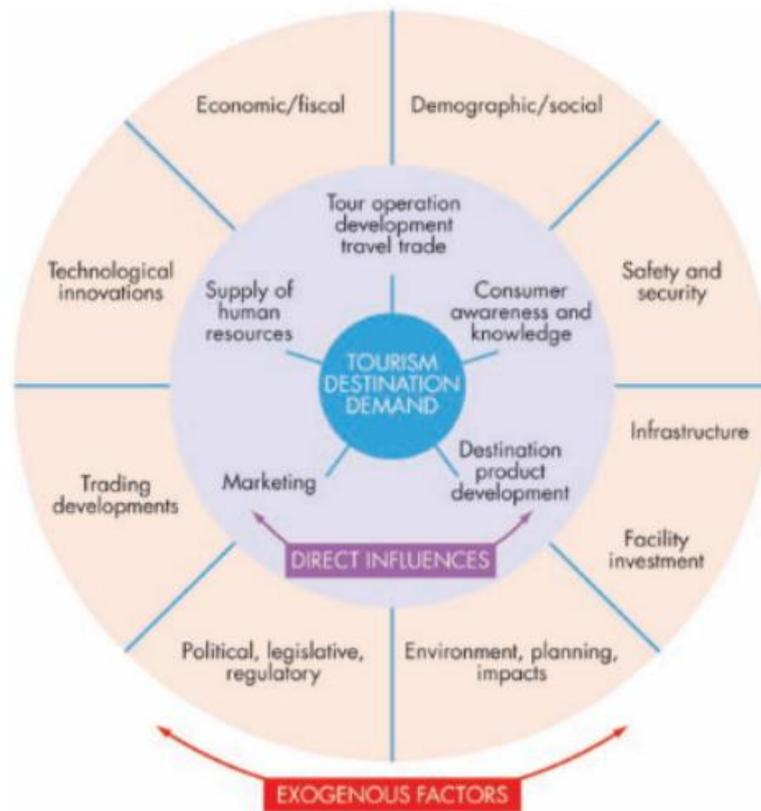 Economic/fiscal
Demographic/social
Tour operation
development
travel trade
Technological
innovations
Supply of
human
resources
Consumer
awareness and
knowledge
Safety and
security
TOURISM
DESTINATION
DEMAND
Infrastructure
Trading
developments
Marketing
Destination
product
development
Facility
investment
DIRECT INFLUENCES
Political, legislative,
regulatory
Environment, planning,
impacts
EXOGENOUS FACTORS